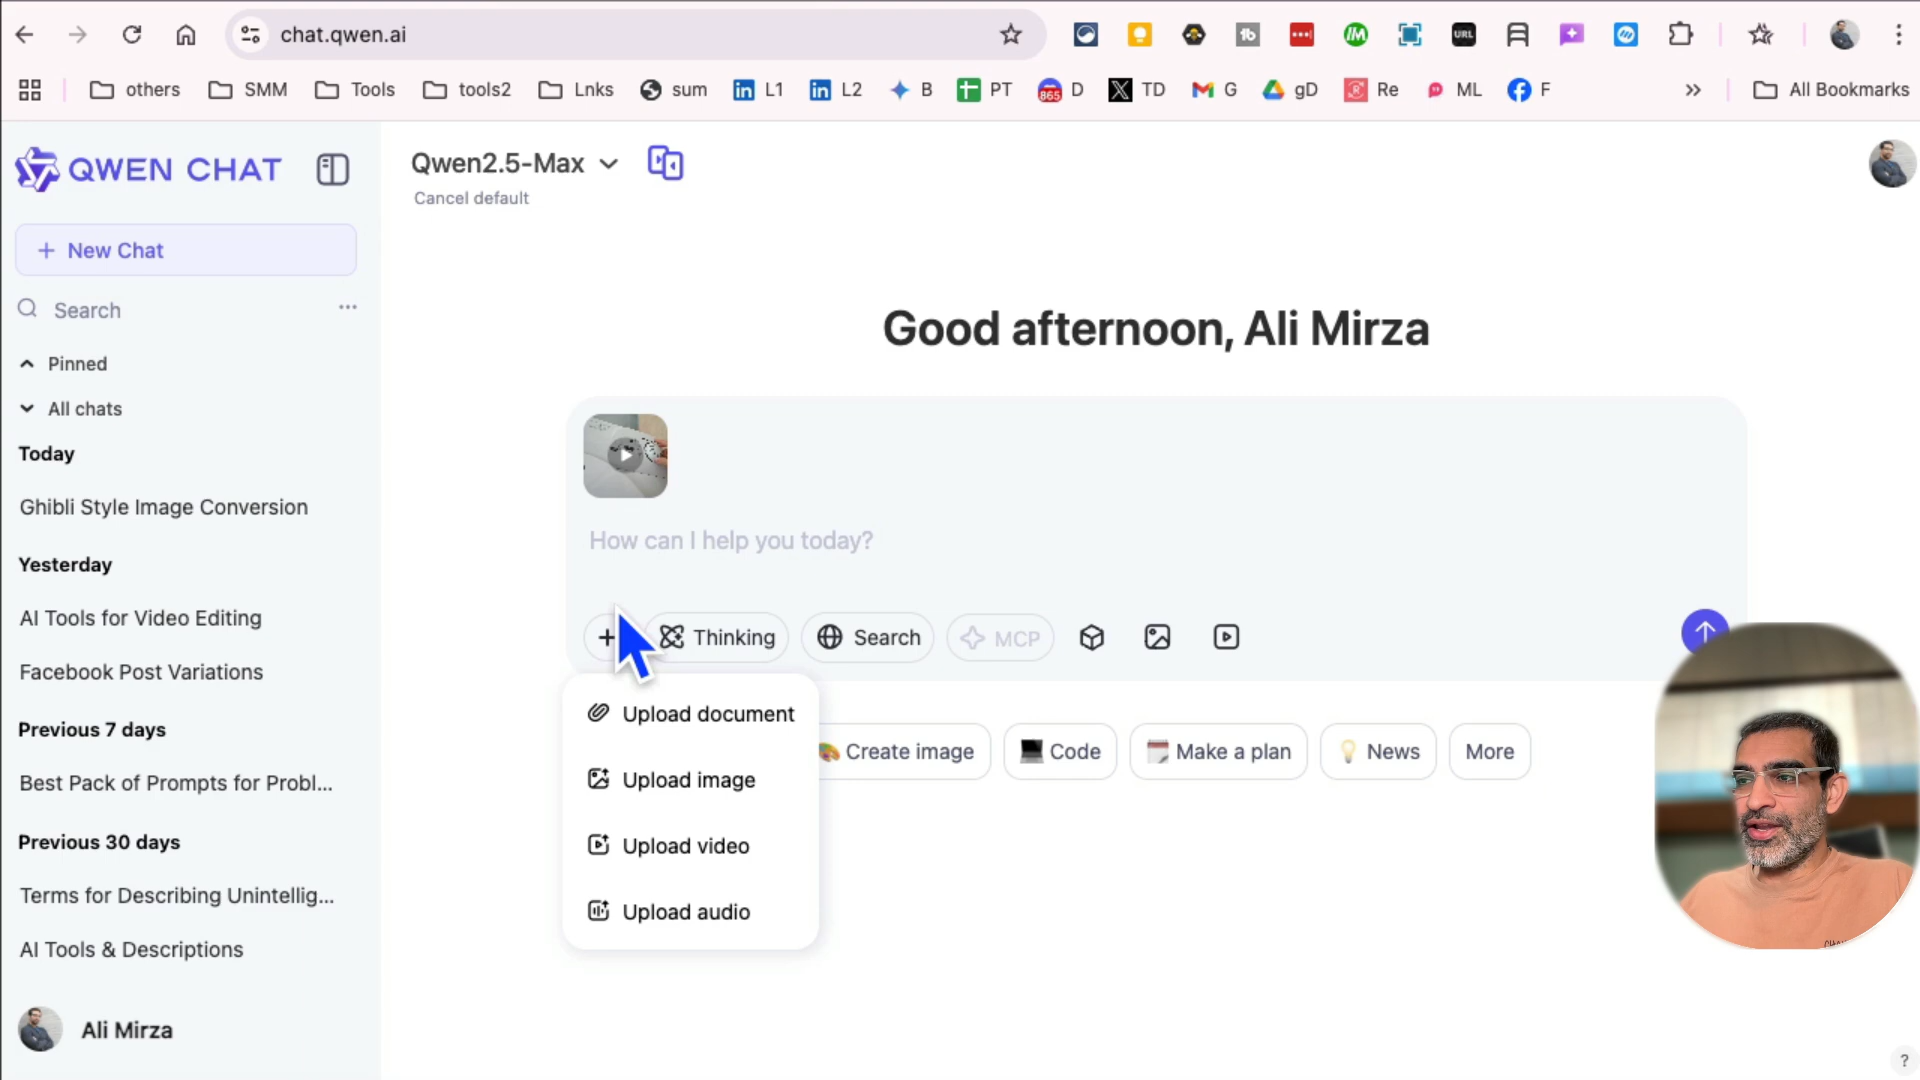 chat.qwen.ai
tb
IM
URL
others SMM Tools tools2 Lnks sum L1 L2 B PT 865 D TD G gD Re ML F All Bookmarks
QWEN CHAT
Qwen2.5-Max
Cancel default
+ New Chat
Search
Pinned
All chats
Today
Ghibli Style Image Conversion
Yesterday
AI Tools for Video Editing
Facebook Post Variations
Previous 7 days
Best Pack of Prompts for Probl...
Previous 30 days
Terms for Describing Unintellig...
AI Tools & Descriptions
Ali Mirza
Good afternoon, Ali Mirza
How can I help you today?
+ Thinking Search MCP
Upload document
Upload image
Upload video
Upload audio
Create image Code Make a plan News More
?